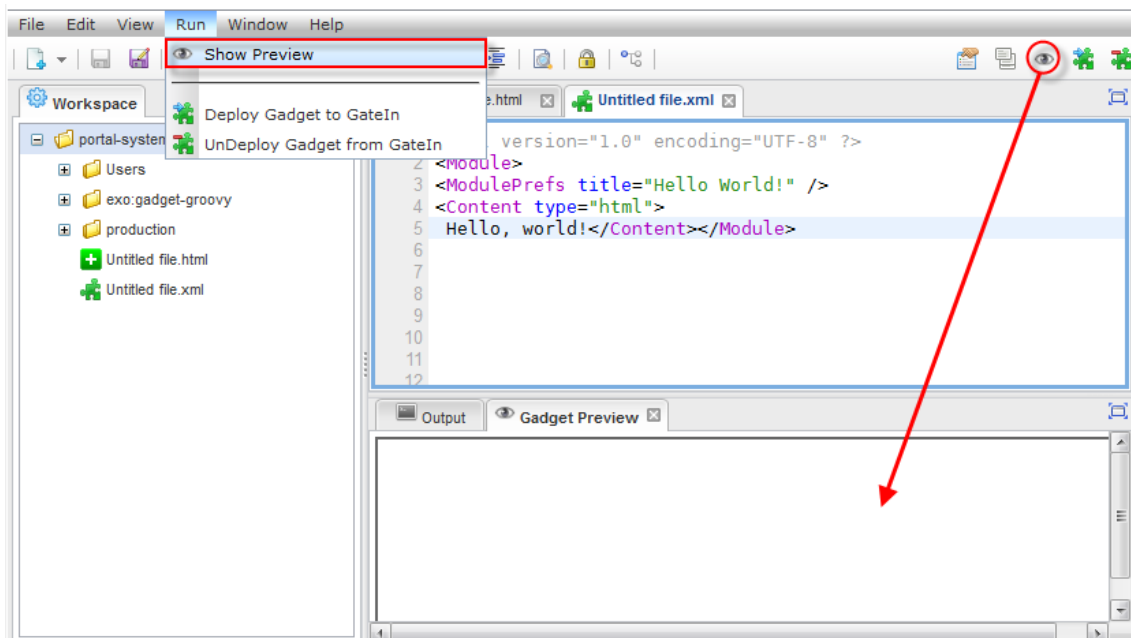 File Edit View Run Window Help
Show Preview
Workspace
.html
Untitled file.xml
Deploy Gadget to GateIn
UnDeploy Gadget from GateIn
portal-system
Users
exo:gadget-groovy
production
Untitled file.html
Untitled file.xml
version="1.0" encoding="UTF-8" ?>
2 <Module>
3 <ModulePrefs title="Hello World!" />
4 <Content type="html">
5 Hello, world!</Content></Module>
6
7
8
9
10
11
12
Output
Gadget Preview